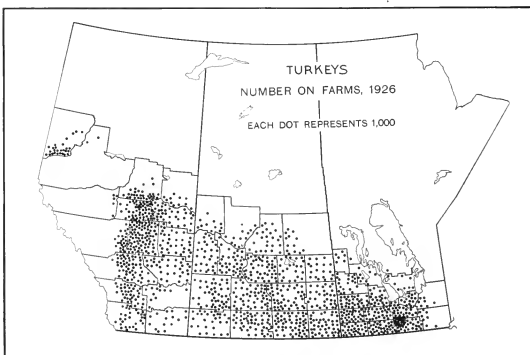 TURKEYS
NUMBER ON FARMS, 1926
EACH DOT REPRESENTS 1,000